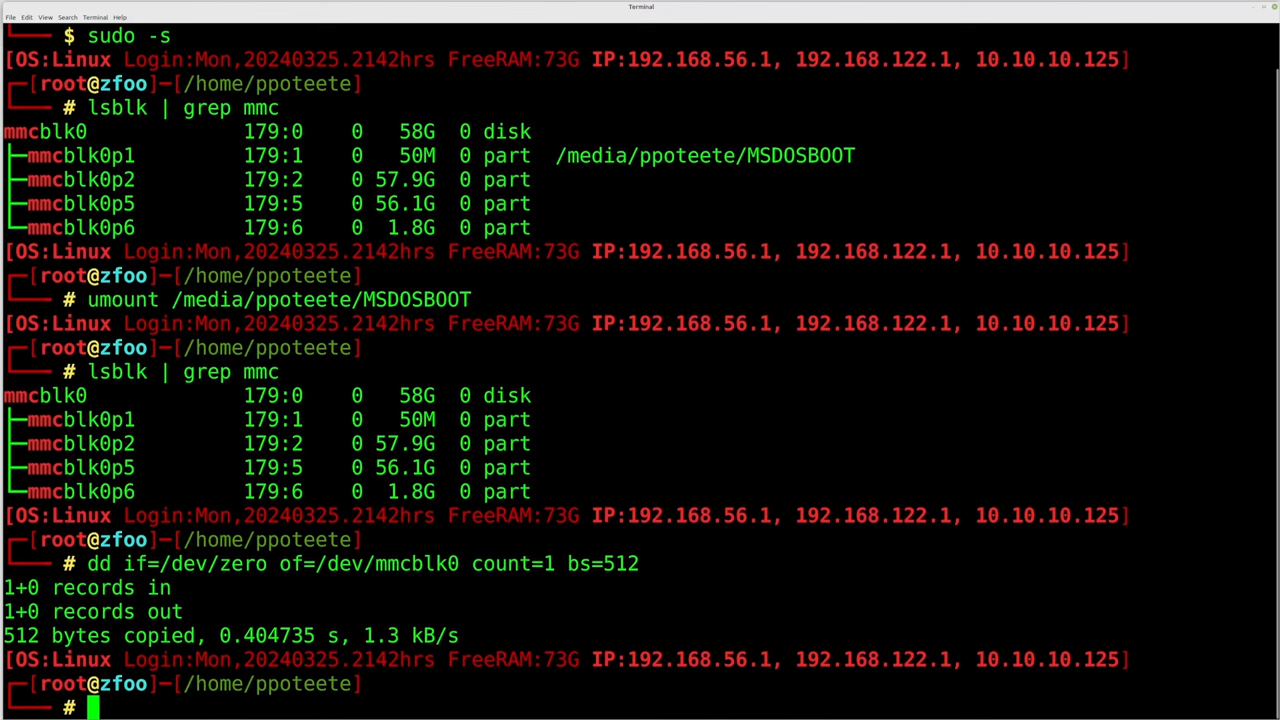 Terminal
File Edit View Search Terminal Help
$ sudo -s
[OS:Linux Login:Mon,20240325.2142hrs FreeRAM:73G IP:192.168.56.1, 192.168.122.1, 10.10.10.125]
┌─[root@zfoo]─[/home/ppoteete]
└── # lsblk | grep mmc
mmcblk0 179:0 0 58G 0 disk
├─mmcblk0p1 179:1 0 50M 0 part /media/ppoteete/MSDOSBOOT
├─mmcblk0p2 179:2 0 57.9G 0 part
├─mmcblk0p5 179:5 0 56.1G 0 part
└─mmcblk0p6 179:6 0 1.8G 0 part
[OS:Linux Login:Mon,20240325.2142hrs FreeRAM:73G IP:192.168.56.1, 192.168.122.1, 10.10.10.125]
┌─[root@zfoo]─[/home/ppoteete]
└── # umount /media/ppoteete/MSDOSBOOT
[OS:Linux Login:Mon,20240325.2142hrs FreeRAM:73G IP:192.168.56.1, 192.168.122.1, 10.10.10.125]
┌─[root@zfoo]─[/home/ppoteete]
└── # lsblk | grep mmc
mmcblk0 179:0 0 58G 0 disk
├─mmcblk0p1 179:1 0 50M 0 part
├─mmcblk0p2 179:2 0 57.9G 0 part
├─mmcblk0p5 179:5 0 56.1G 0 part
└─mmcblk0p6 179:6 0 1.8G 0 part
[OS:Linux Login:Mon,20240325.2142hrs FreeRAM:73G IP:192.168.56.1, 192.168.122.1, 10.10.10.125]
┌─[root@zfoo]─[/home/ppoteete]
└── # dd if=/dev/zero of=/dev/mmcblk0 count=1 bs=512
1+0 records in
1+0 records out
512 bytes copied, 0.404735 s, 1.3 kB/s
[OS:Linux Login:Mon,20240325.2142hrs FreeRAM:73G IP:192.168.56.1, 192.168.122.1, 10.10.10.125]
┌─[root@zfoo]─[/home/ppoteete]
└── #